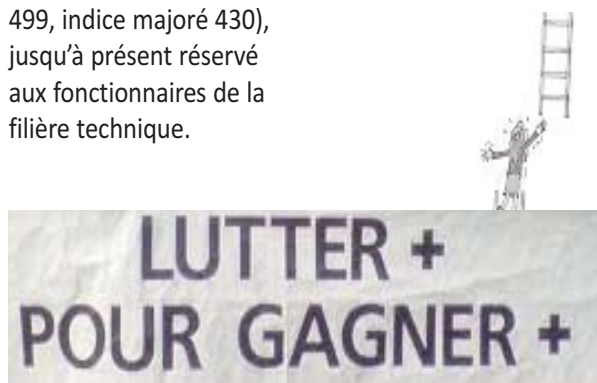 499, indice majoré 430),
jusqu’à présent réservé
aux fonctionnaires de la
filière technique.
LUTTER +
POUR GAGNER +